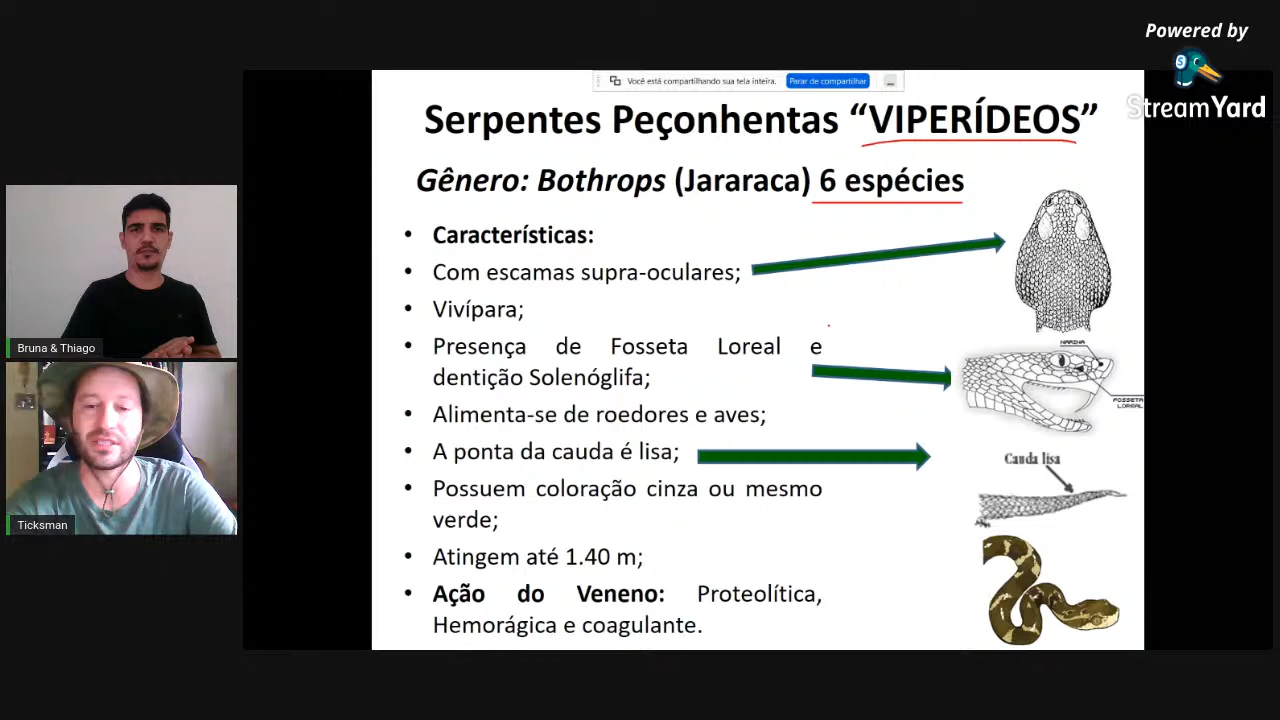 Powered by
StreamYard
Você está compartilhando sua tela inteira. Parar de compartilhar
Serpentes Peçonhentas “VIPERÍDEOS”
Gênero: Bothrops (Jararaca) 6 espécies
• Características:
• Com escamas supra-oculares;
• Vivípara;
• Presença de Fosseta Loreal e
dentição Solenóglifa;
• Alimenta-se de roedores e aves;
• A ponta da cauda é lisa;
• Possuem coloração cinza ou mesmo
verde;
• Atingem até 1.40 m;
• Ação do Veneno: Proteolítica,
Hemorágica e coagulante.
NARINA
FOSSETA
LOREAL
Cauda lisa
Bruna & Thiago
Ticksman